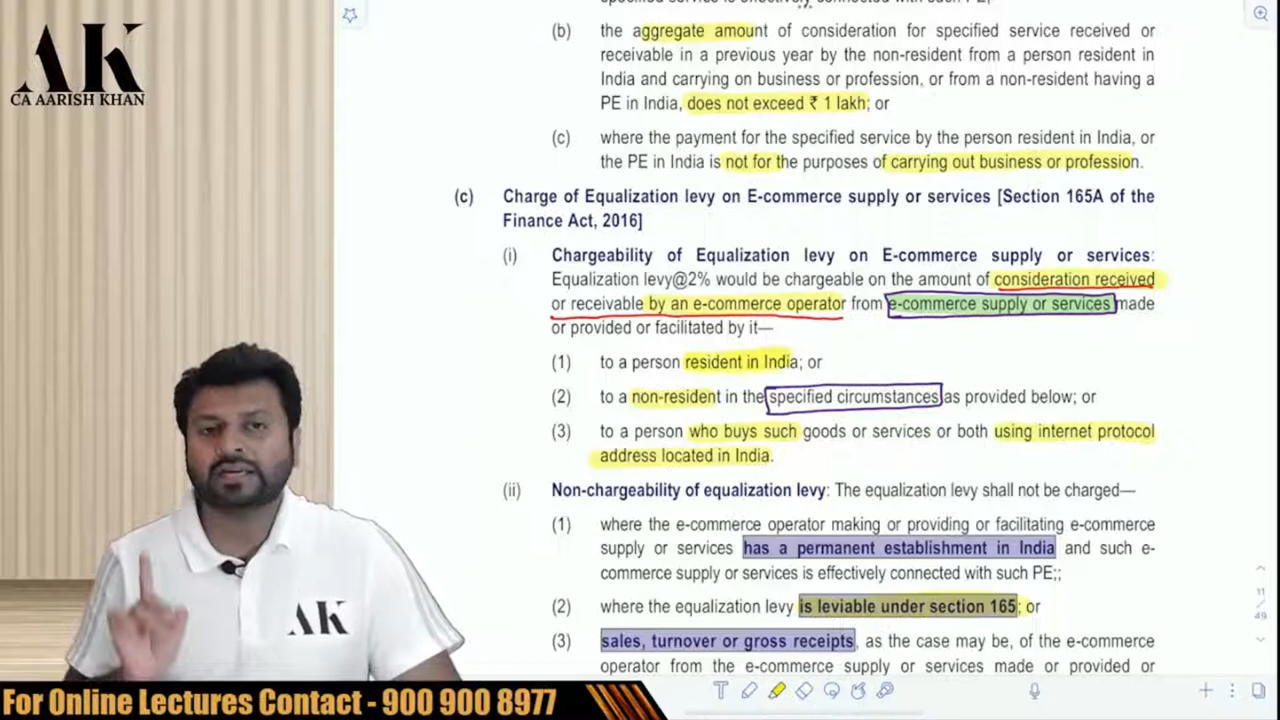 AK
CA AARISH KHAN
specified service is effectively connected with such PE;
(b) the aggregate amount of consideration for specified service received or
receivable in a previous year by the non-resident from a person resident in
India and carrying on business or profession, or from a non-resident having a
PE in India, does not exceed ₹ 1 lakh; or
(c) where the payment for the specified service by the person resident in India, or
the PE in India is not for the purposes of carrying out business or profession.
(c) Charge of Equalization levy on E-commerce supply or services [Section 165A of the
Finance Act, 2016]
(i) Chargeability of Equalization levy on E-commerce supply or services:
Equalization levy@2% would be chargeable on the amount of consideration received
or receivable by an e-commerce operator from e-commerce supply or services made
or provided or facilitated by it—
(1) to a person resident in India; or
(2) to a non-resident in the specified circumstances as provided below; or
(3) to a person who buys such goods or services or both using internet protocol
address located in India.
(ii) Non-chargeability of equalization levy: The equalization levy shall not be charged—
(1) where the e-commerce operator making or providing or facilitating e-commerce
supply or services has a permanent establishment in India and such e-
commerce supply or services is effectively connected with such PE;;
(2) where the equalization levy is leviable under section 165; or
(3) sales, turnover or gross receipts, as the case may be, of the e-commerce
operator from the e-commerce supply or services made or provided or
11
49
AK
For Online Lectures Contact - 900 900 8977